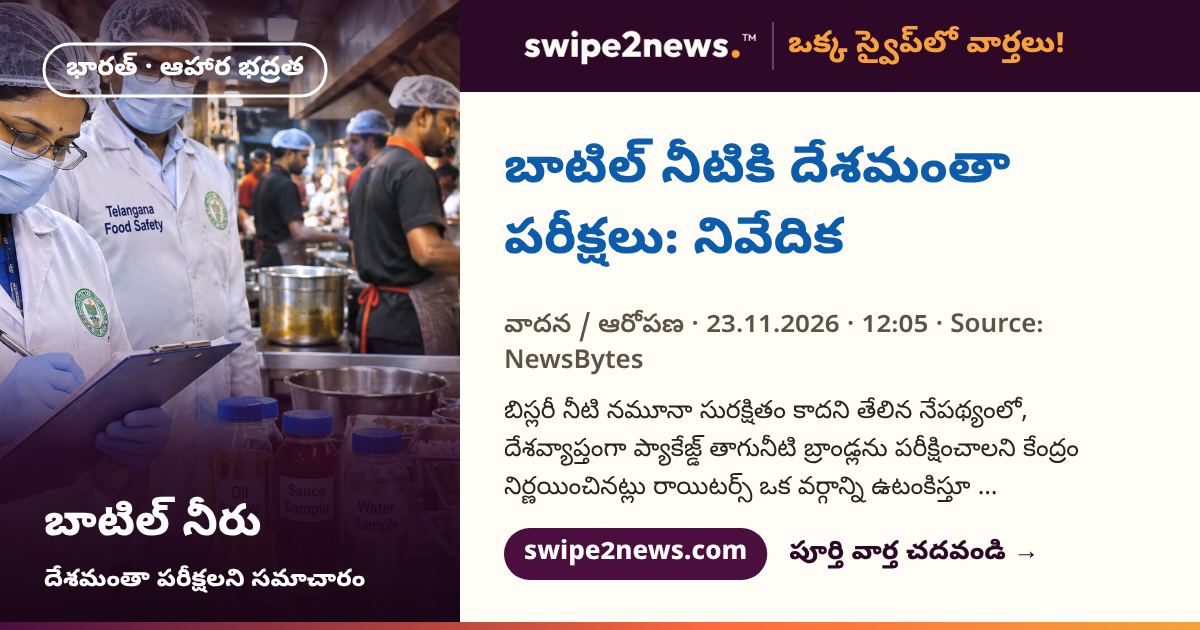 భారత్ · ఆహార భద్రత
Telangana
Food Safety
Oil
Sauce
Sample
Water
Sample
బాటిల్ నీరు
దేశమంతా పరీక్షలని సమాచారం
swipe2news.™ ఒక్క స్వైప్‌లో వార్తలు!
బాటిల్ నీటికి దేశమంతా
పరీక్షలు: నివేదిక
వాదన / ఆరోపణ · 23.11.2026 · 12:05 · Source:
NewsBytes
బిస్లరీ నీటి నమూనా సురక్షితం కాదని తేలిన నేపథ్యంలో,
దేశవ్యాప్తంగా ప్యాకేజ్డ్ తాగునీటి బ్రాండ్లను పరీక్షించాలని కేంద్రం
నిర్ణయించినట్లు రాయిటర్స్ ఒక వర్గాన్ని ఉటంకిస్తూ ...
swipe2news.com పూర్తి వార్త చదవండి →